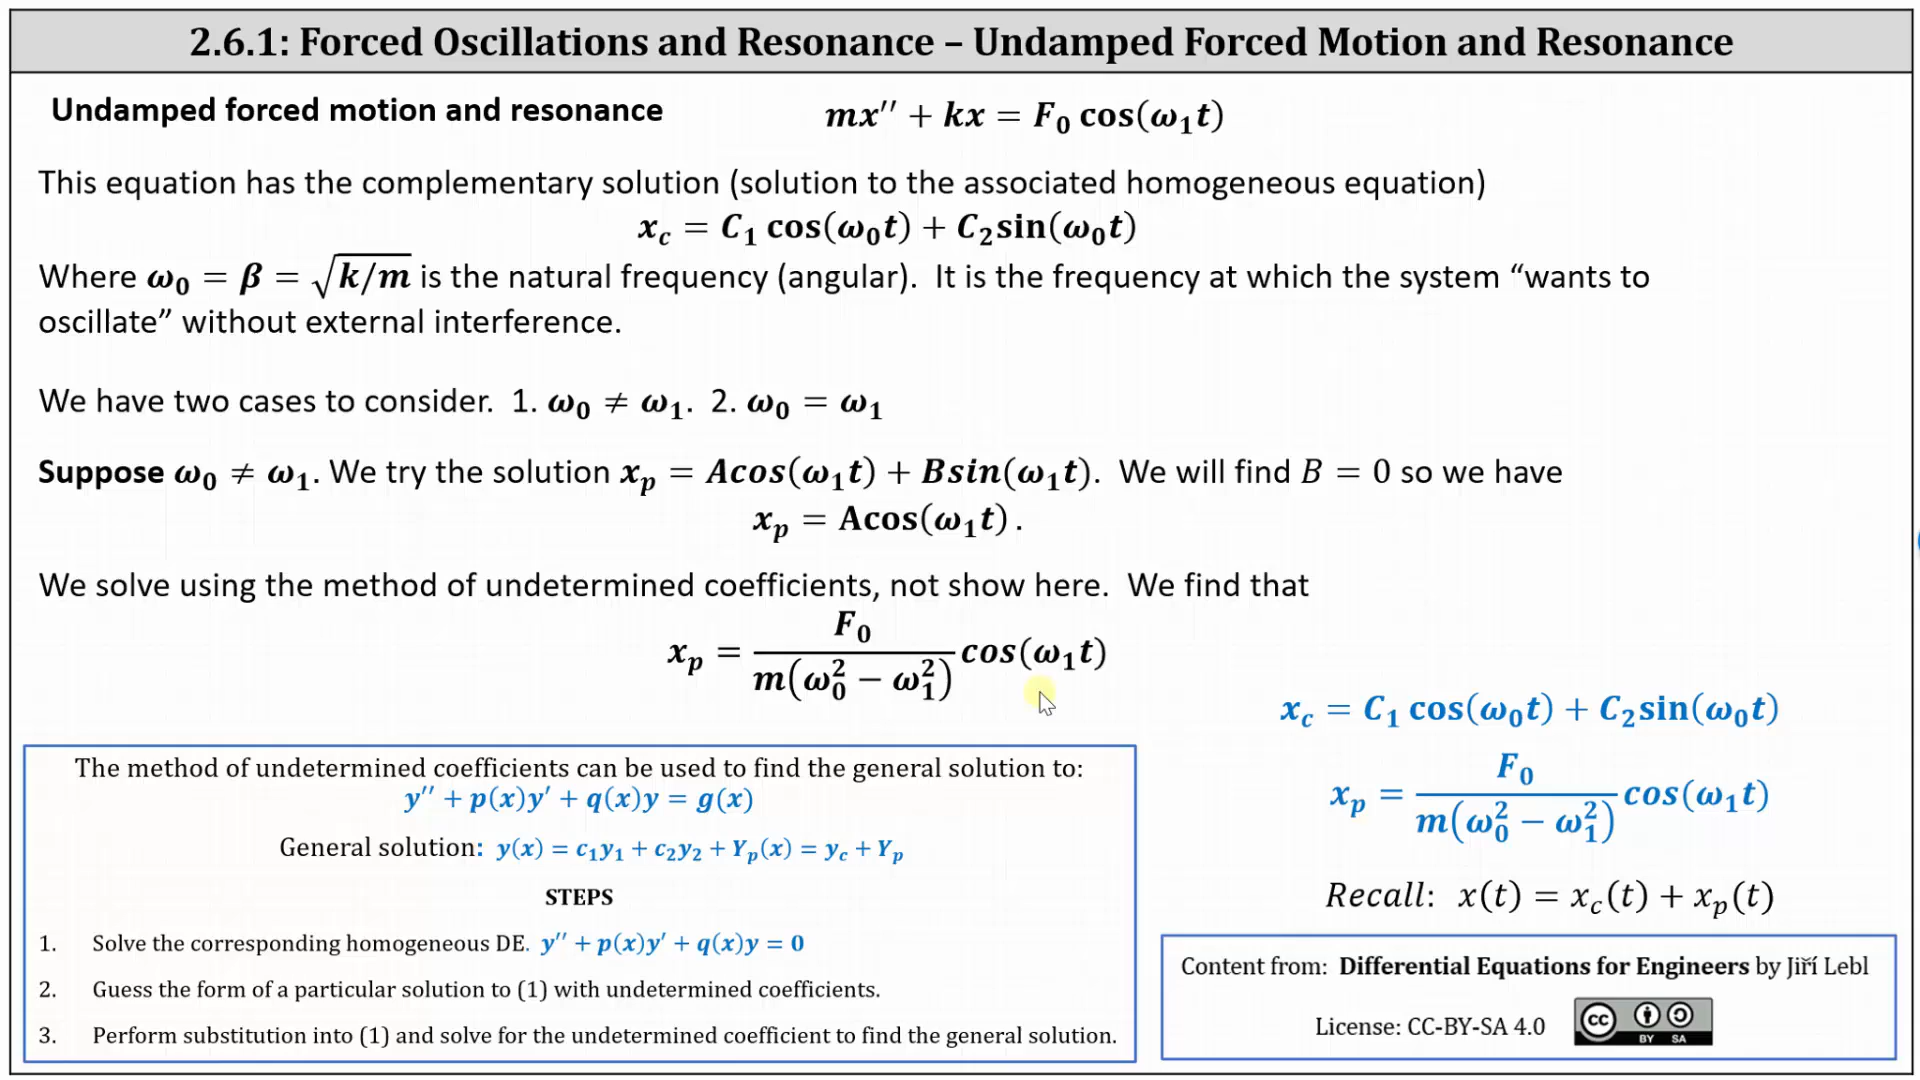 2.6.1: Forced Oscillations and Resonance – Undamped Forced Motion and Resonance
Undamped forced motion and resonance
mx′′ + kx = F₀ cos(ω₁t)
This equation has the complementary solution (solution to the associated homogeneous equation)
x_c = C₁ cos(ω₀t) + C₂sin(ω₀t)
Where ω₀ = β = √(k/m) is the natural frequency (angular). It is the frequency at which the system “wants to
oscillate” without external interference.
We have two cases to consider. 1. ω₀ ≠ ω₁. 2. ω₀ = ω₁
Suppose ω₀ ≠ ω₁. We try the solution x_p = Acos(ω₁t) + Bsin(ω₁t). We will find B = 0 so we have
x_p = Acos(ω₁t).
We solve using the method of undetermined coefficients, not show here. We find that
x_p = F₀/(m(ω₀² − ω₁²)) cos(ω₁t)
The method of undetermined coefficients can be used to find the general solution to:
y′′ + p(x)y′ + q(x)y = g(x)
General solution: y(x) = c₁y₁ + c₂y₂ + Y_p(x) = y_c + Y_p
STEPS
1. Solve the corresponding homogeneous DE. y′′ + p(x)y′ + q(x)y = 0
2. Guess the form of a particular solution to (1) with undetermined coefficients.
3. Perform substitution into (1) and solve for the undetermined coefficient to find the general solution.
x_c = C₁ cos(ω₀t) + C₂sin(ω₀t)
x_p = F₀/(m(ω₀² − ω₁²)) cos(ω₁t)
Recall: x(t) = x_c(t) + x_p(t)
Content from: Differential Equations for Engineers by Jiří Lebl
License: CC-BY-SA 4.0
cc BY SA